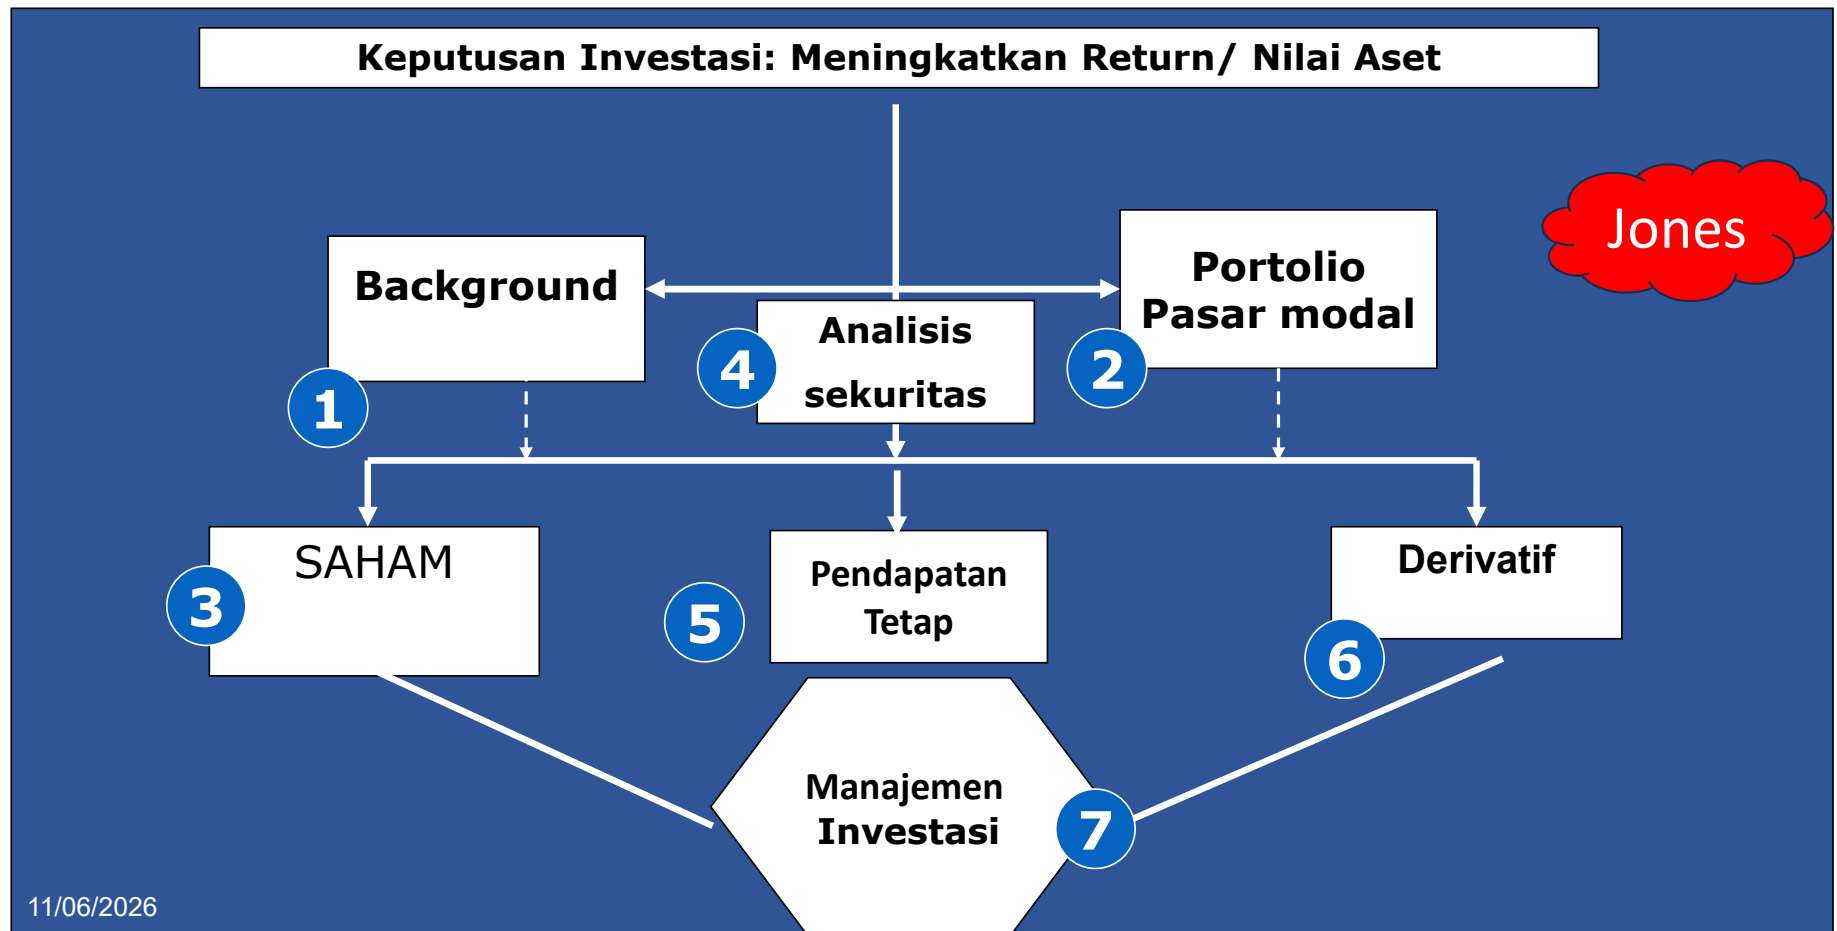 Keputusan Investasi: Meningkatkan Return/ Nilai Aset
Jones
Background
1
Portolio
Pasar modal
2
Analisis
sekuritas
4
SAHAM
3
Pendapatan
Tetap
5
Derivatif
6
Manajemen
Investasi
7
11/06/2026